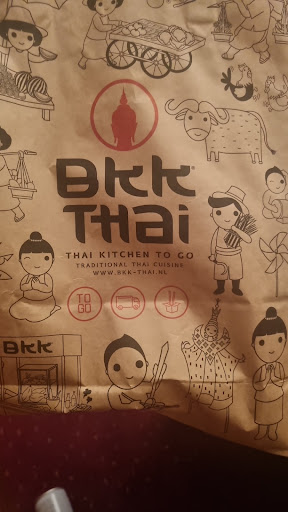 BKK
THAI
THAI KITCHEN TO GO
TRADITIONAL THAI CUISINE
WWW.BKK-THAI.NL
TO
GO
BKK